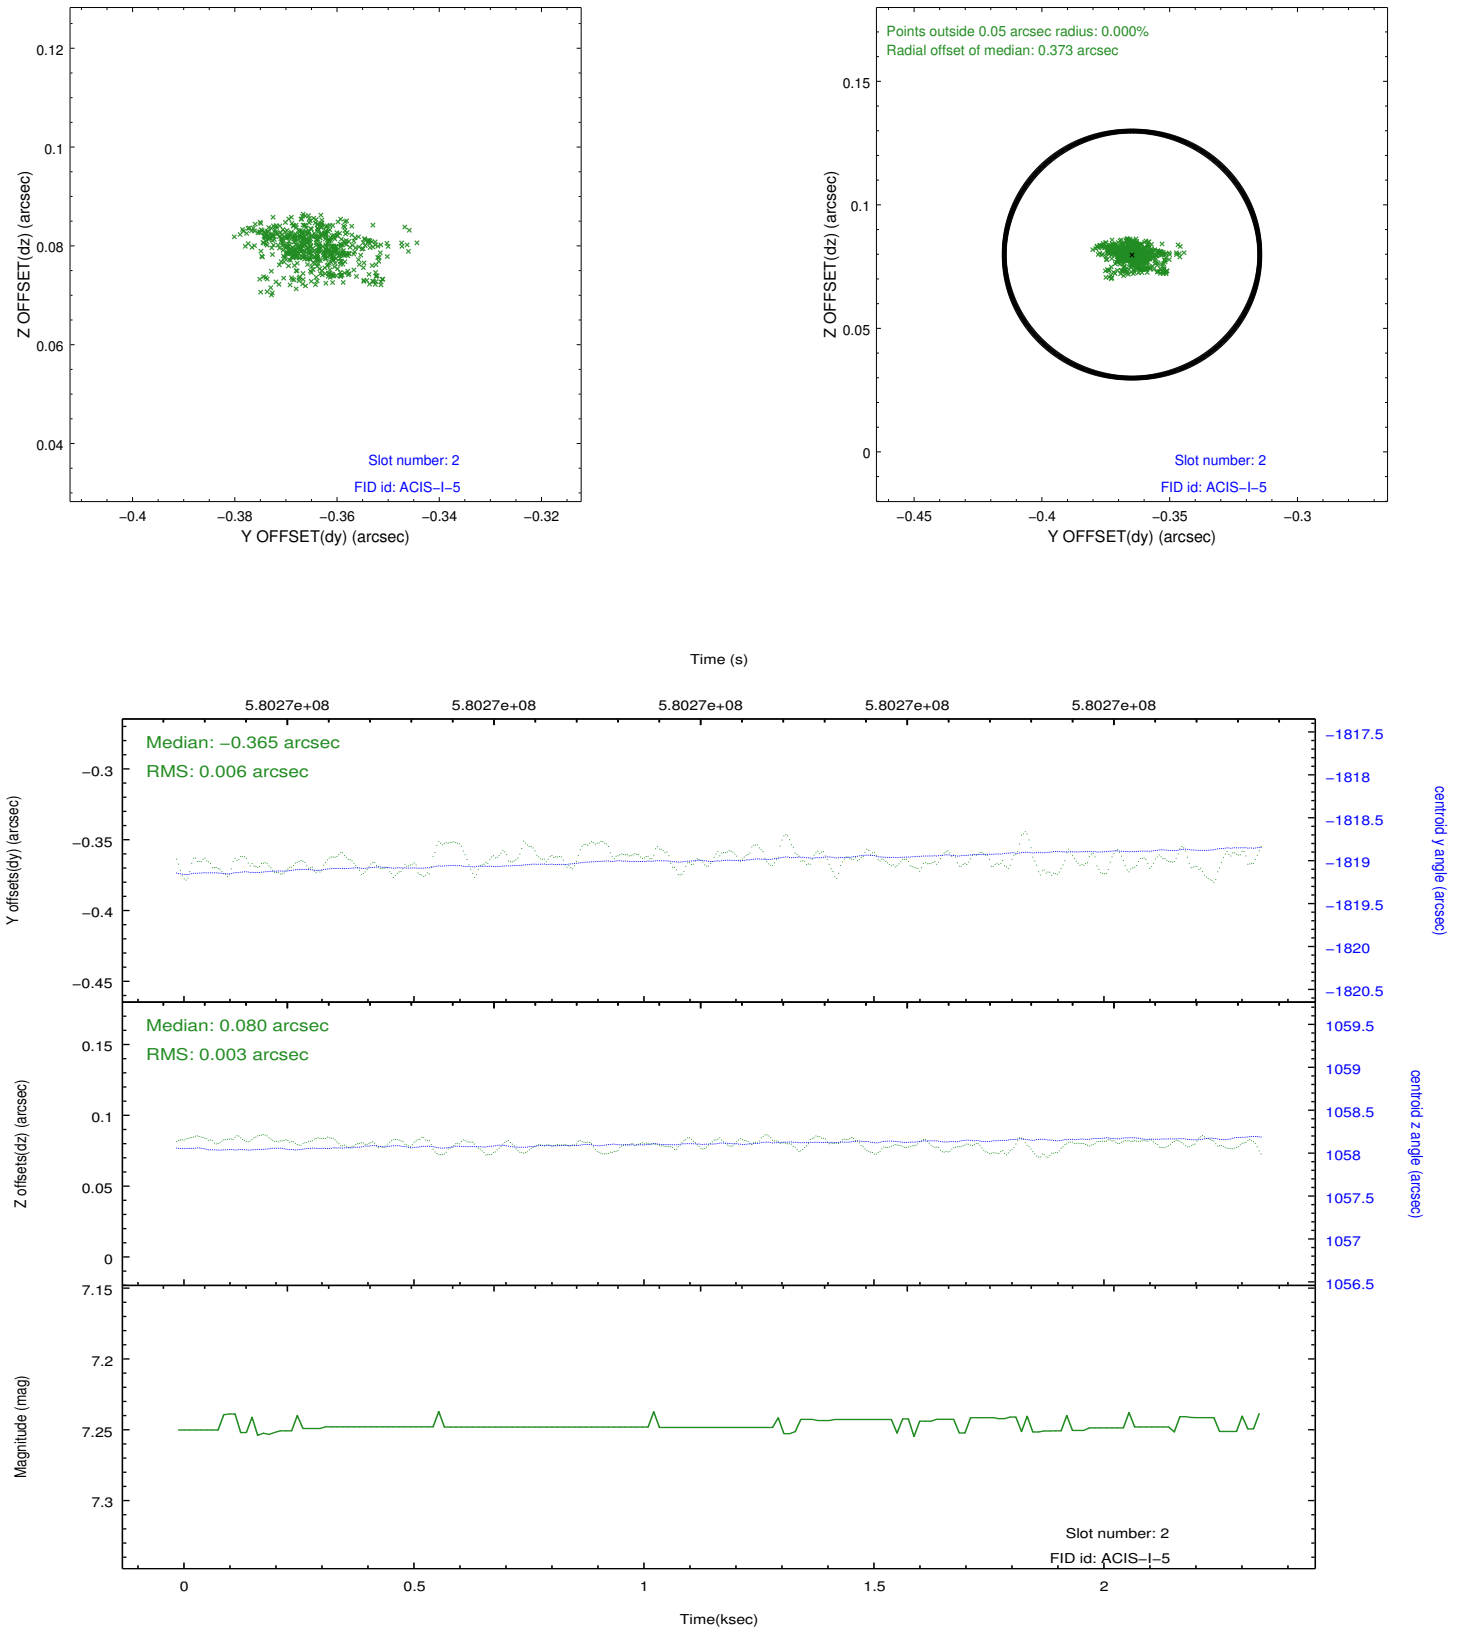 0.12
0.1
0.08
0.06
0.04
Z OFFSET(dz) (arcsec)
Slot number: 2
FID id: ACIS−I−5
−0.4
−0.38
−0.36
−0.34
−0.32
Y OFFSET(dy) (arcsec)
Points outside 0.05 arcsec radius: 0.000%
Radial offset of median: 0.373 arcsec
0.15
0.1
0.05
0
Z OFFSET(dz) (arcsec)
Slot number: 2
FID id: ACIS−I−5
−0.45
−0.4
−0.35
−0.3
Y OFFSET(dy) (arcsec)
Time (s)
5.8027e+08
5.8027e+08
5.8027e+08
5.8027e+08
5.8027e+08
Median: −0.365 arcsec
RMS: 0.006 arcsec
−0.3
−0.35
−0.4
−0.45
Y offsets(dy) (arcsec)
−1817.5
−1818
−1818.5
−1819
−1819.5
−1820
−1820.5
centroid y angle (arcsec)
Median: 0.080 arcsec
RMS: 0.003 arcsec
0.15
0.1
0.05
0
Z offsets(dz) (arcsec)
1059.5
1059
1058.5
1058
1057.5
1057
1056.5
centroid z angle (arcsec)
7.15
7.2
7.25
7.3
Magnitude (mag)
Slot number: 2
FID id: ACIS−I−5
0
0.5
1
1.5
2
Time(ksec)